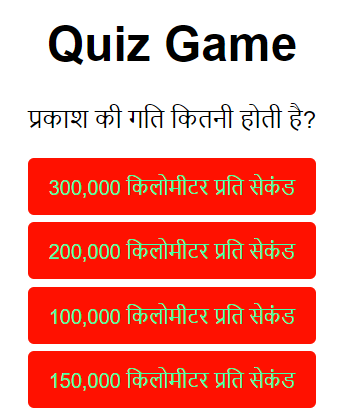 Quiz Game
प्रकाश की गति कितनी होती है?
300,000 किलोमीटर प्रति सेकंड
200,000 किलोमीटर प्रति सेकंड
100,000 किलोमीटर प्रति सेकंड
150,000 किलोमीटर प्रति सेकंड